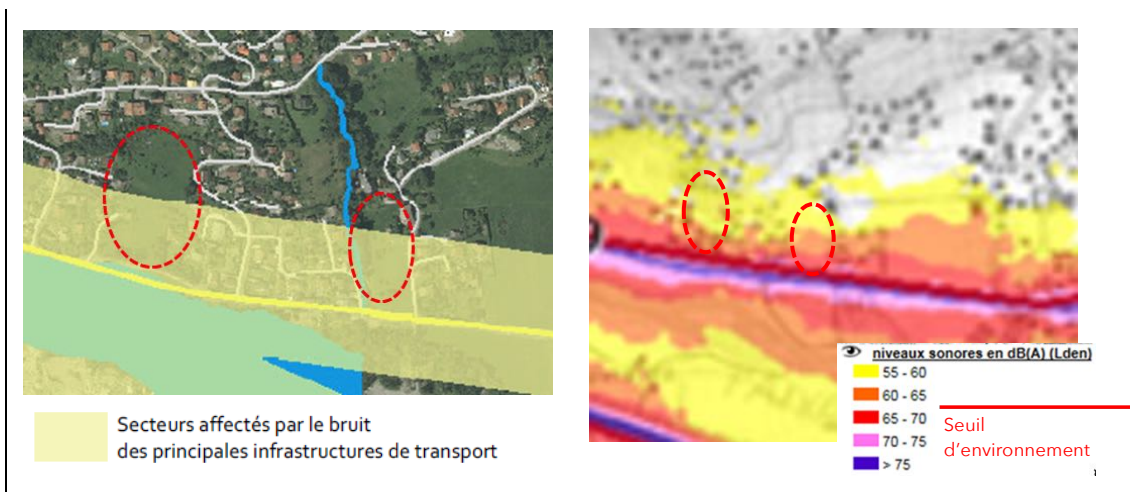 Secteurs affectés par le bruit
des principales infrastructures de transport
niveaux sonores en dB(A) (Lden)
55 - 60
60 - 65
65 - 70
70 - 75
> 75
Seuil
d'environnement